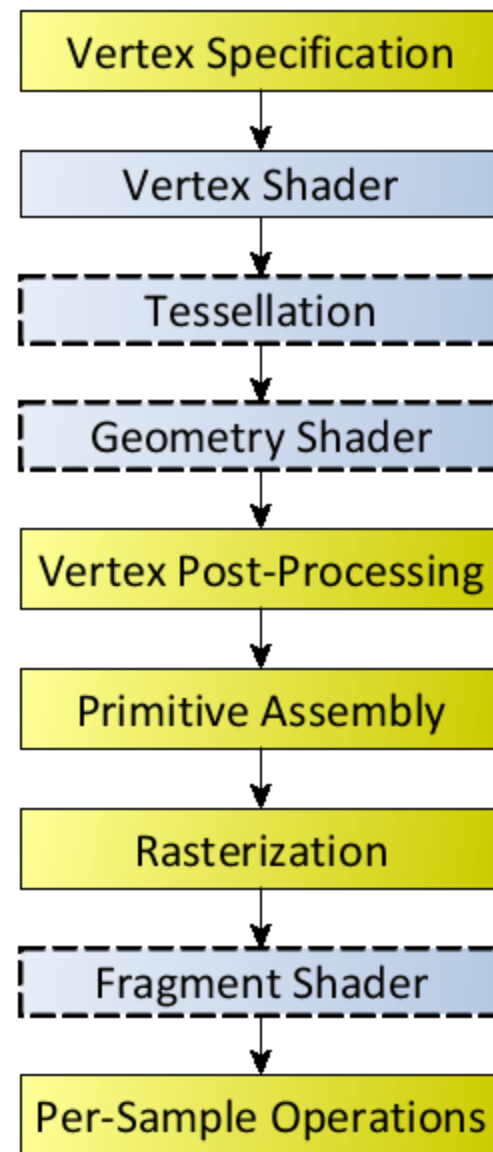 Vertex Specification
Vertex Shader
Tessellation
Geometry Shader
Vertex Post-Processing
Primitive Assembly
Rasterization
Fragment Shader
Per-Sample Operations